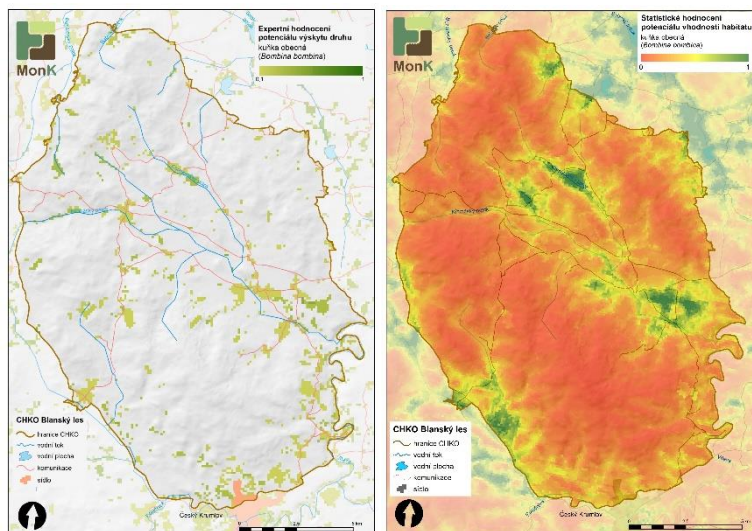 MonK
Expertní hodnocení
potenciálu výskytu druhu
kuňka obecná
(Bombina bombina)
0,1 1
CHKO Blanský les
hranice CHKO
vodní tok
vodní plocha
komunikace
sídlo
Český Krumlov
MonK
Statistické hodnocení
potenciálu vhodnosti habitatu
kuňka obecná
(Bombina bombina)
0 1
CHKO Blanský les
hranice CHKO
vodní tok
vodní plocha
komunikace
sídlo
Český Krumlov